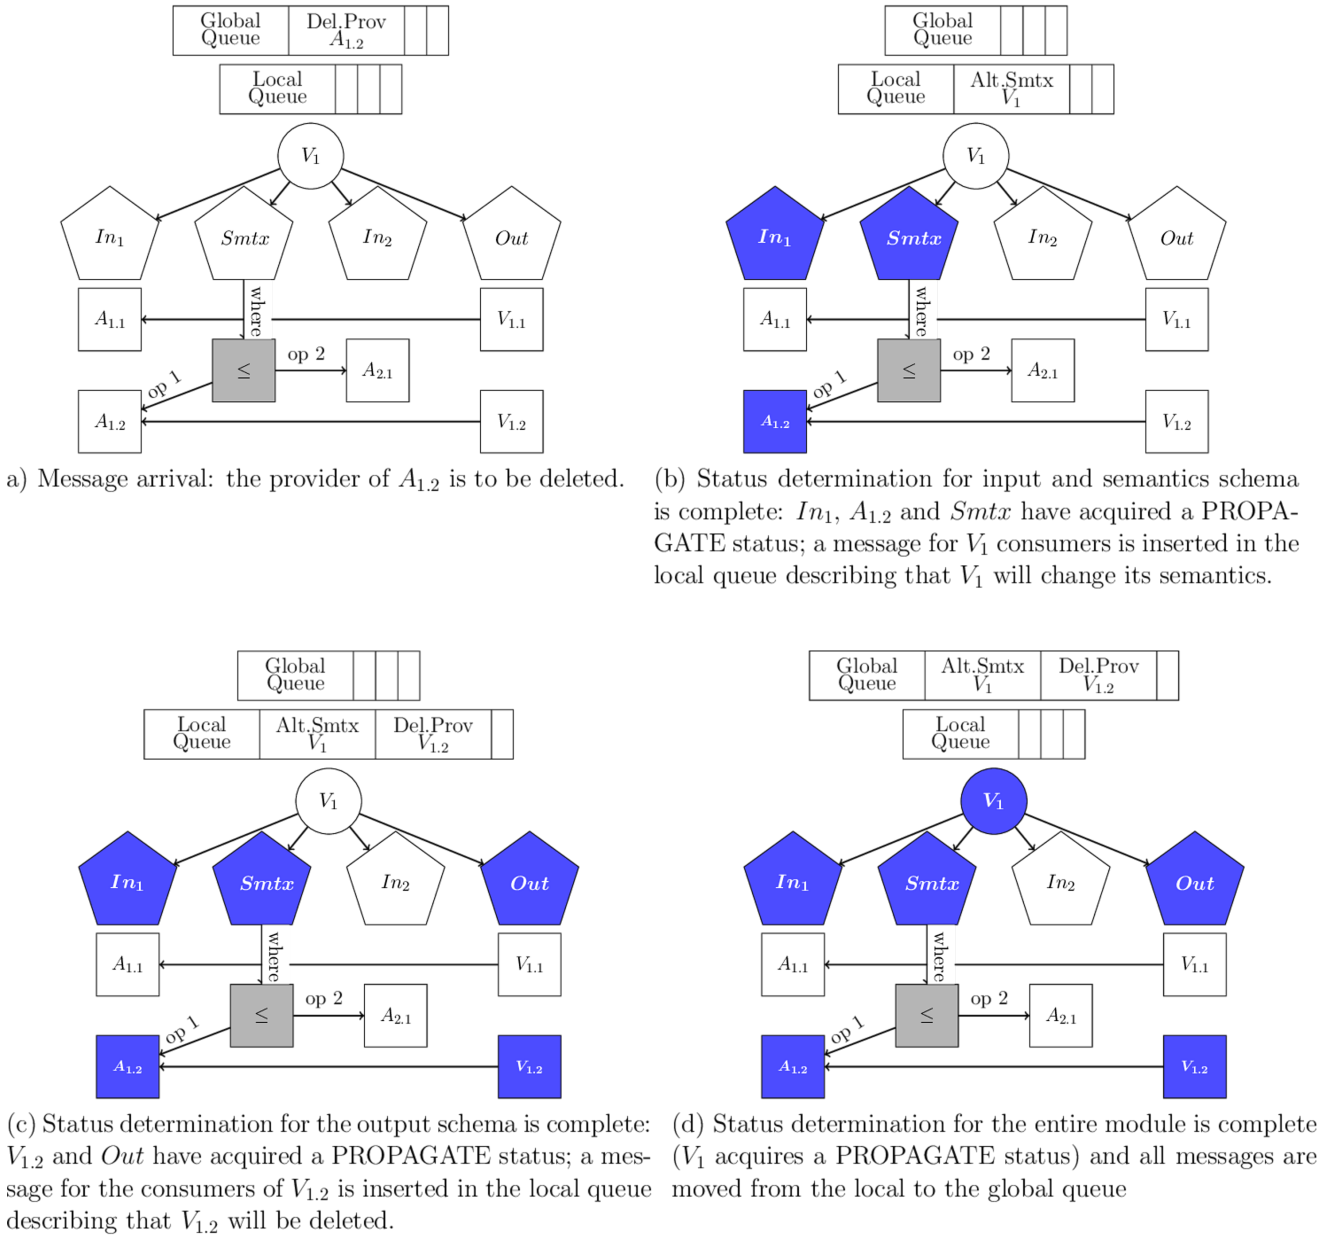 Global Queue Del.Prov A1.2
Local Queue
V1
In1 Smtx In2 Out
where
A1.1 V1.1
≤ op 2 A2.1
op 1
A1.2 V1.2
a) Message arrival: the provider of A1.2 is to be deleted.
Global Queue
Local Queue Alt.Smtx V1
V1
In1 Smtx In2 Out
where
A1.1 V1.1
≤ op 2 A2.1
op 1
A1.2 V1.2
(b) Status determination for input and semantics schema
is complete: In1, A1.2 and Smtx have acquired a PROPA-
GATE status; a message for V1 consumers is inserted in the
local queue describing that V1 will change its semantics.
Global Queue
Local Queue Alt.Smtx V1 Del.Prov V1.2
V1
In1 Smtx In2 Out
where
A1.1 V1.1
≤ op 2 A2.1
op 1
A1.2 V1.2
(c) Status determination for the output schema is complete:
V1.2 and Out have acquired a PROPAGATE status; a mes-
sage for the consumers of V1.2 is inserted in the local queue
describing that V1.2 will be deleted.
Global Queue Alt.Smtx V1 Del.Prov V1.2
Local Queue
V1
In1 Smtx In2 Out
where
A1.1 V1.1
≤ op 2 A2.1
op 1
A1.2 V1.2
(d) Status determination for the entire module is complete
(V1 acquires a PROPAGATE status) and all messages are
moved from the local to the global queue